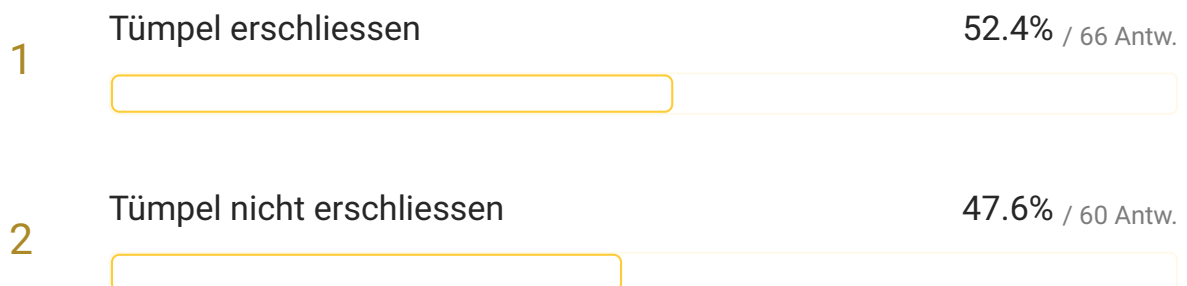 1 Tümpel erschliessen 52.4% / 66 Antw.
2 Tümpel nicht erschliessen 47.6% / 60 Antw.